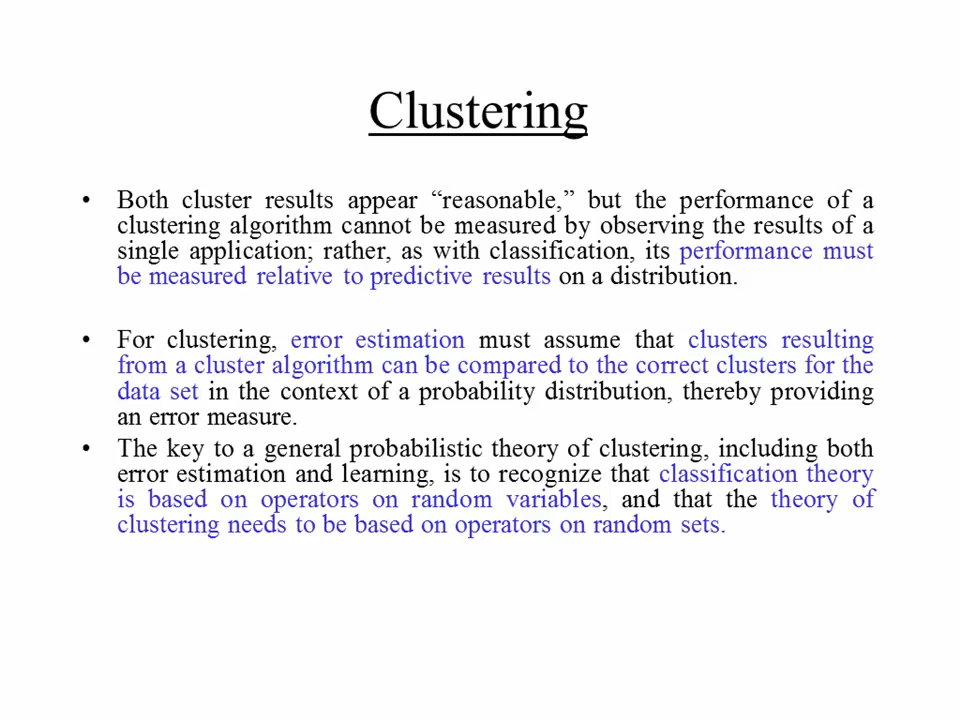 Clustering
• Both cluster results appear “reasonable,” but the performance of a
clustering algorithm cannot be measured by observing the results of a
single application; rather, as with classification, its performance must
be measured relative to predictive results on a distribution.
• For clustering, error estimation must assume that clusters resulting
from a cluster algorithm can be compared to the correct clusters for the
data set in the context of a probability distribution, thereby providing
an error measure.
• The key to a general probabilistic theory of clustering, including both
error estimation and learning, is to recognize that classification theory
is based on operators on random variables, and that the theory of
clustering needs to be based on operators on random sets.